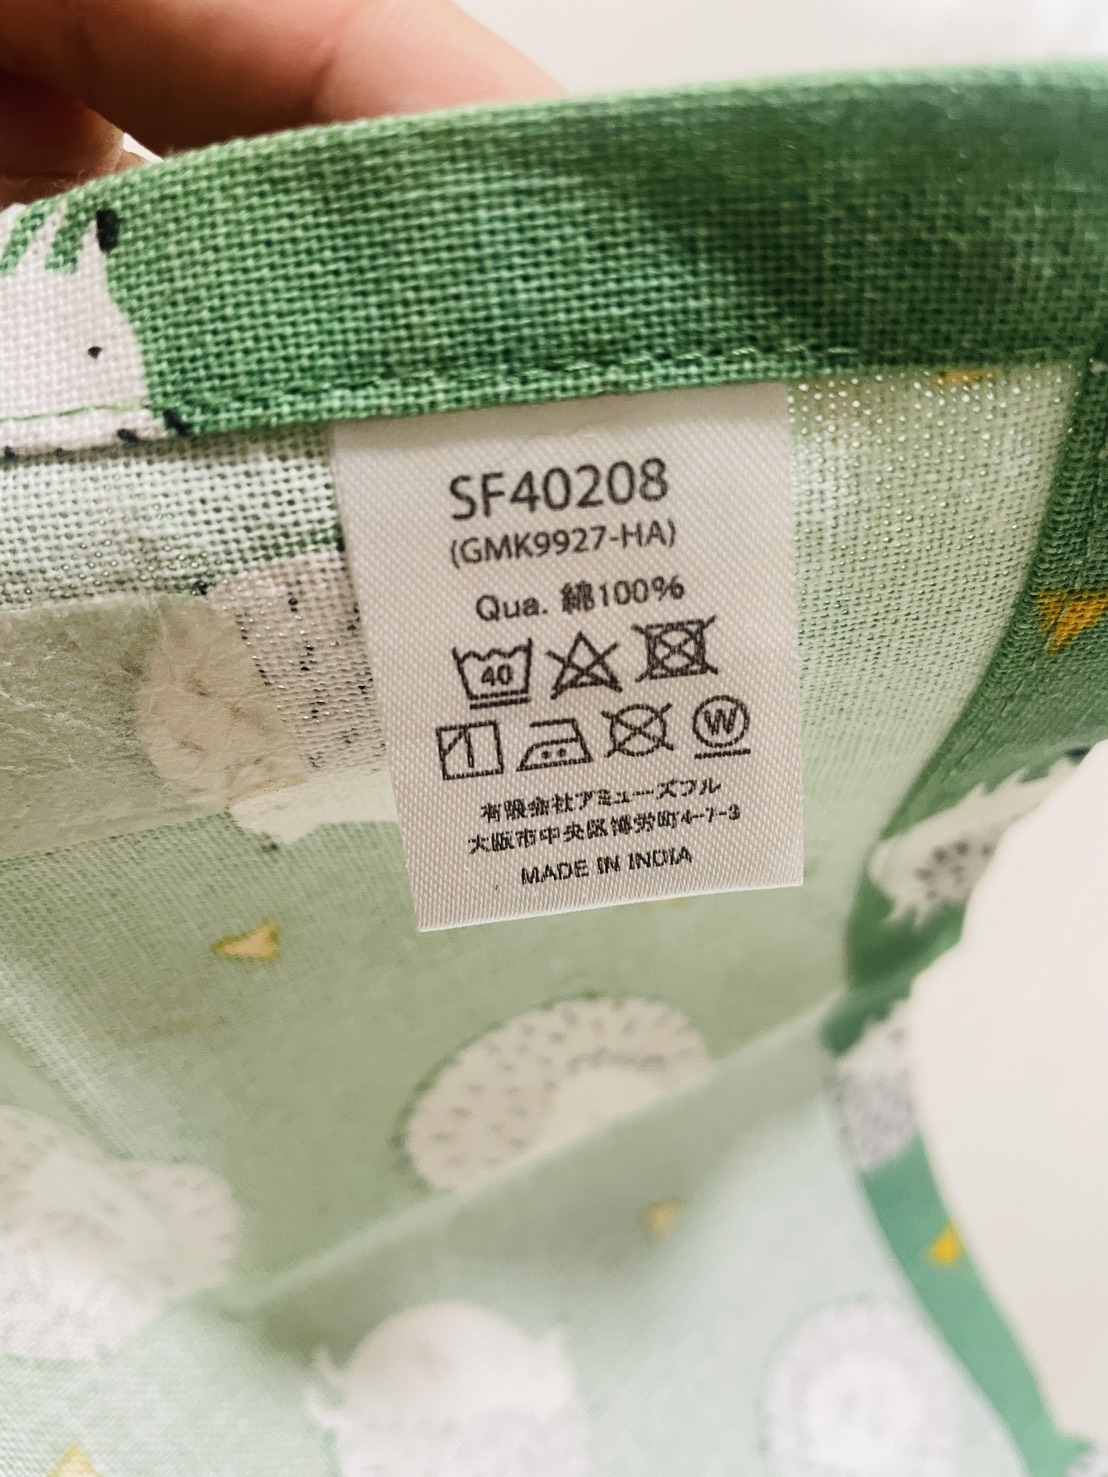 SF40208
(GMK9927-HA)
Qua. 綿100%
40
W
有限会社アミューズフル
大阪市中央区博労町4-7-3
MADE IN INDIA